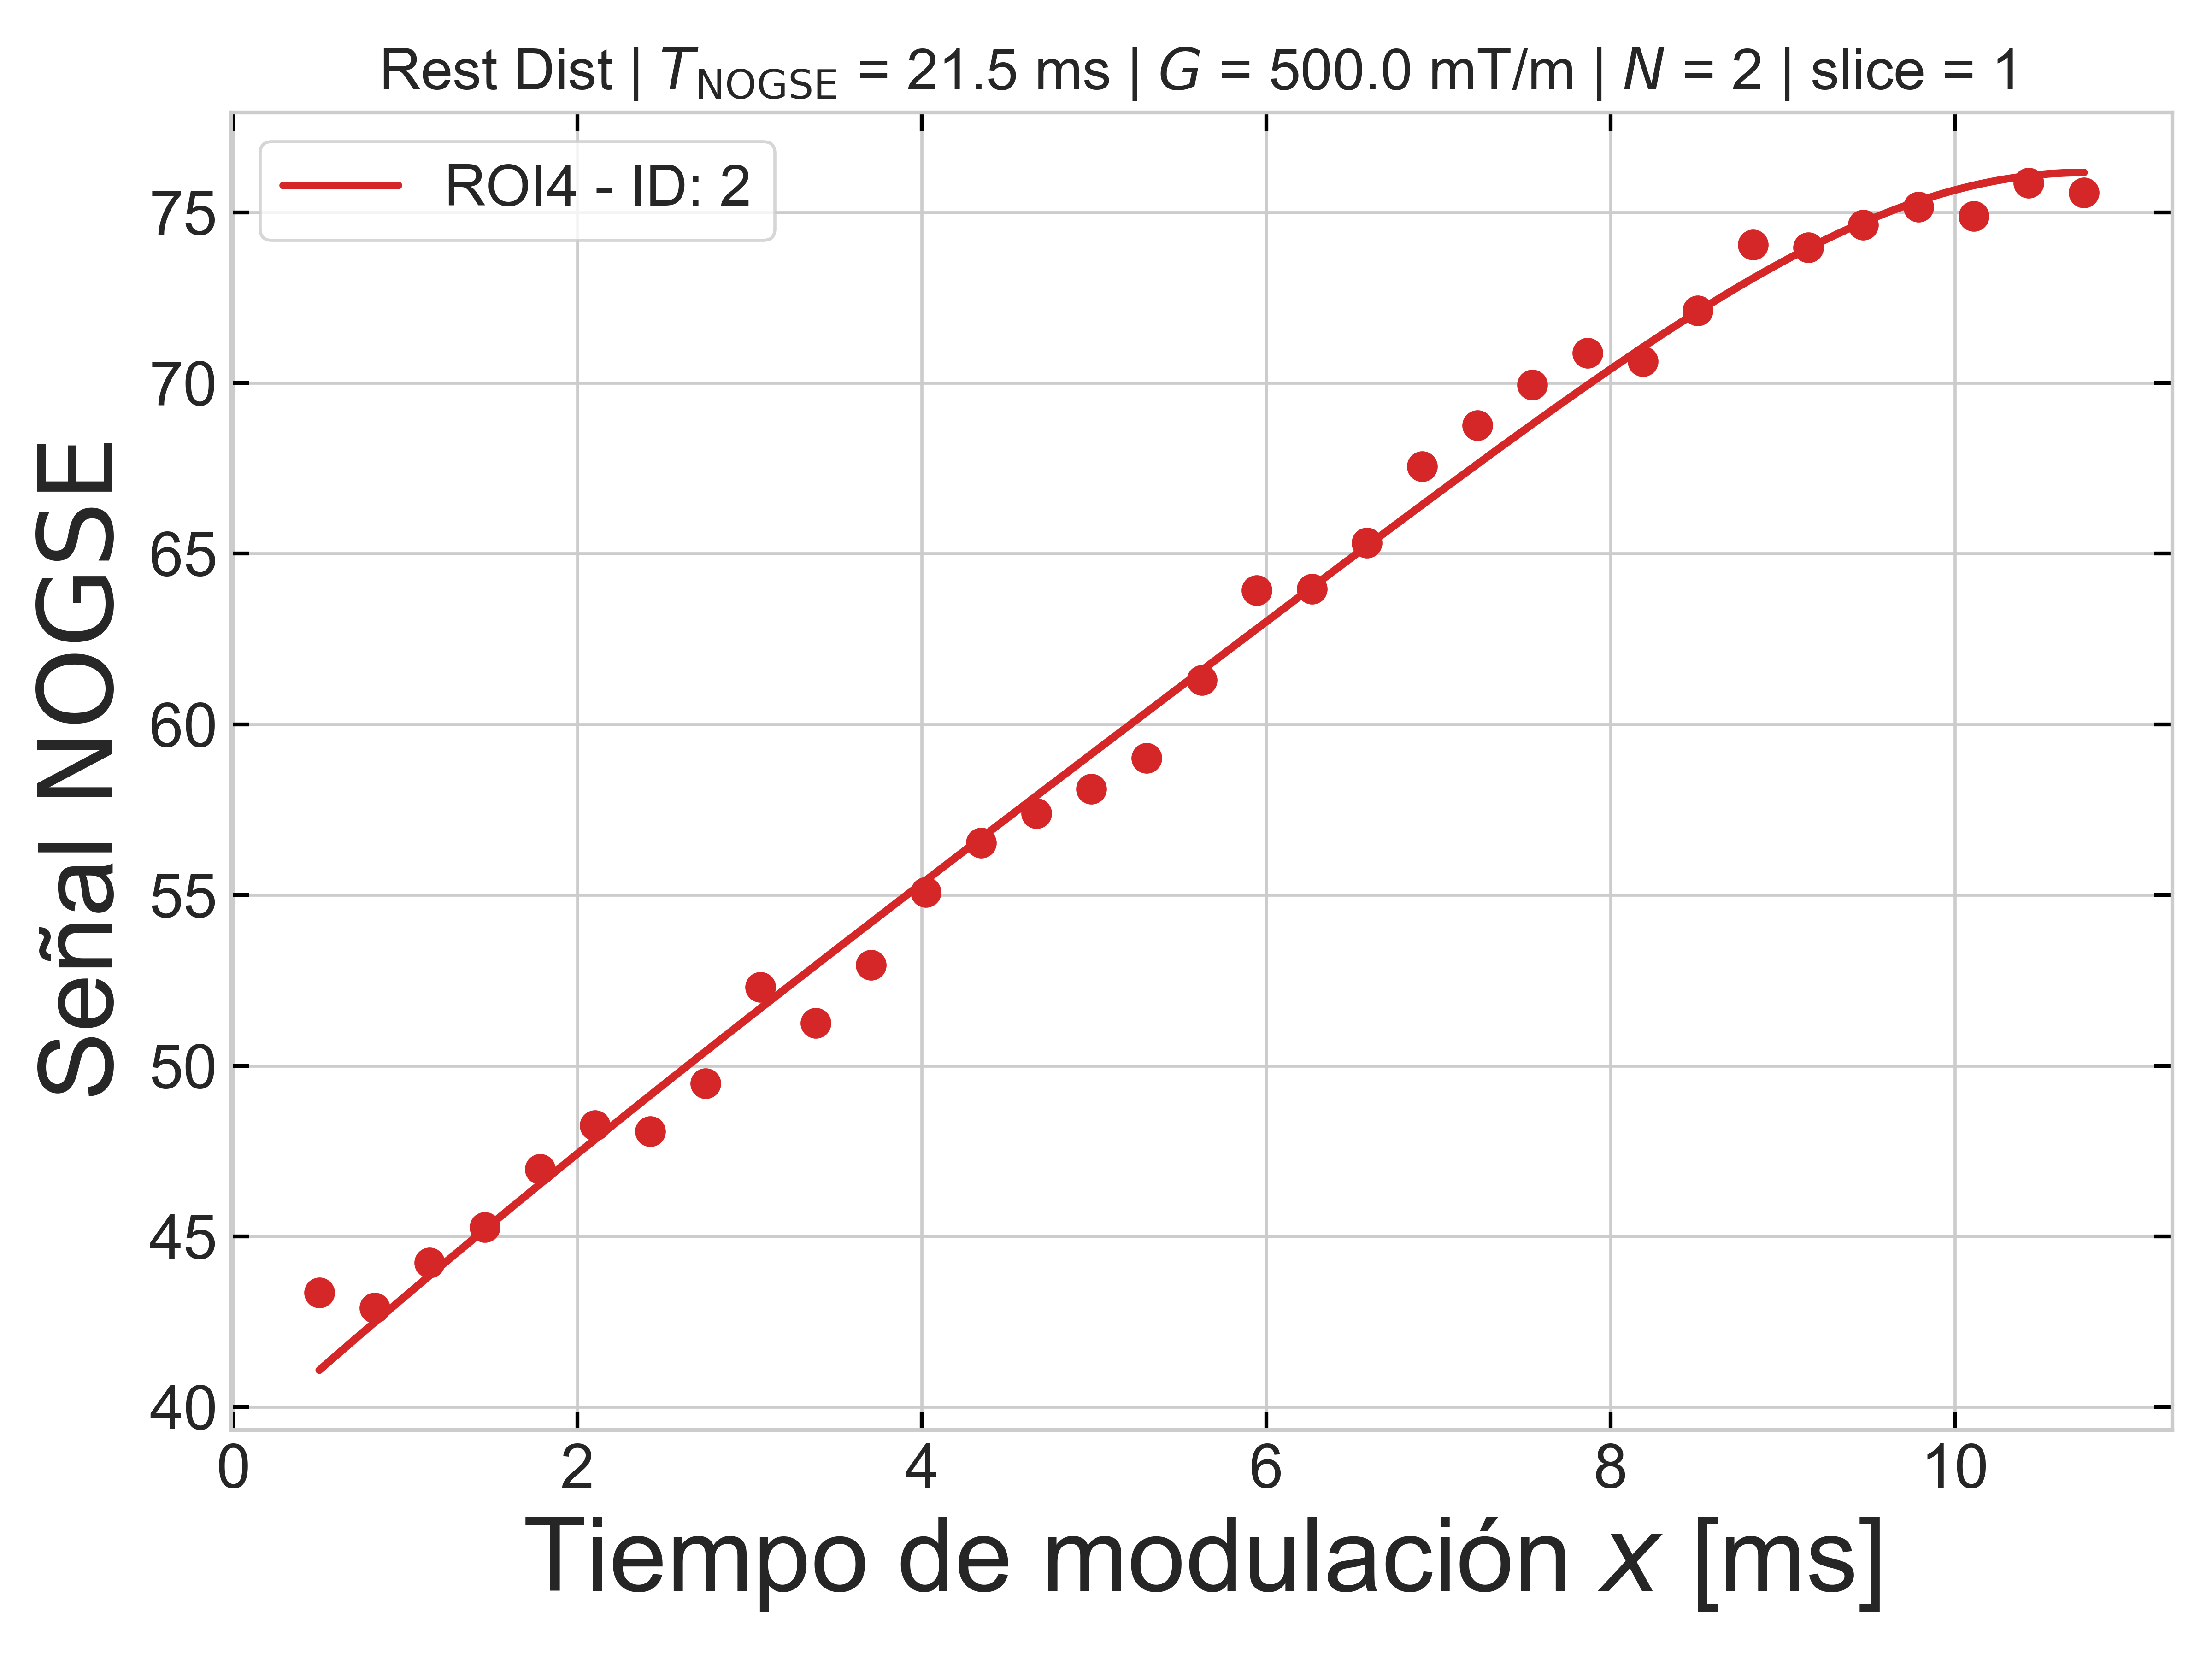 Rest Dist | T_NOGSE = 21.5 ms | G = 500.0 mT/m | N = 2 | slice = 1
ROI4 - ID: 2
Señal NOGSE
75
70
65
60
55
50
45
40
0 2 4 6 8 10
Tiempo de modulación x [ms]